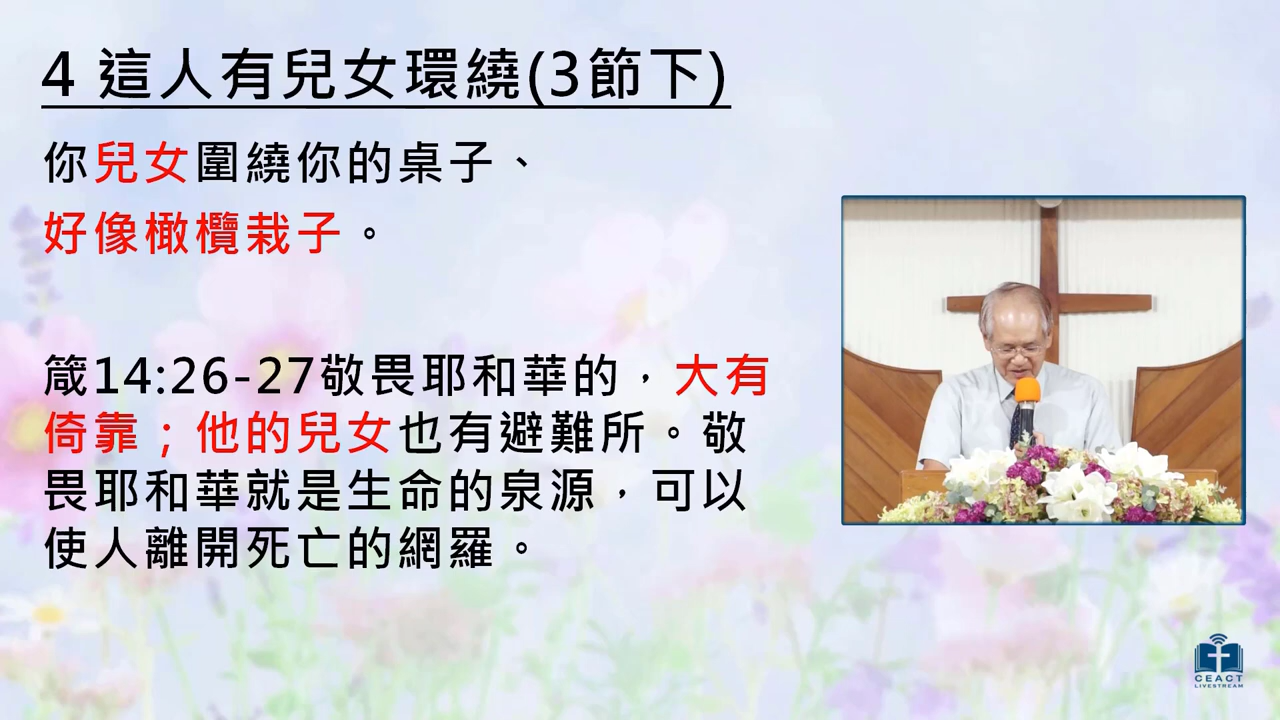 4 這人有兒女環繞(3節下)
你兒女圍繞你的桌子、
好像橄欖栽子。
箴14:26-27敬畏耶和華的，大有
倚靠；他的兒女也有避難所。敬
畏耶和華就是生命的泉源，可以
使人離開死亡的網羅。
CEACT
LIVESTREAM